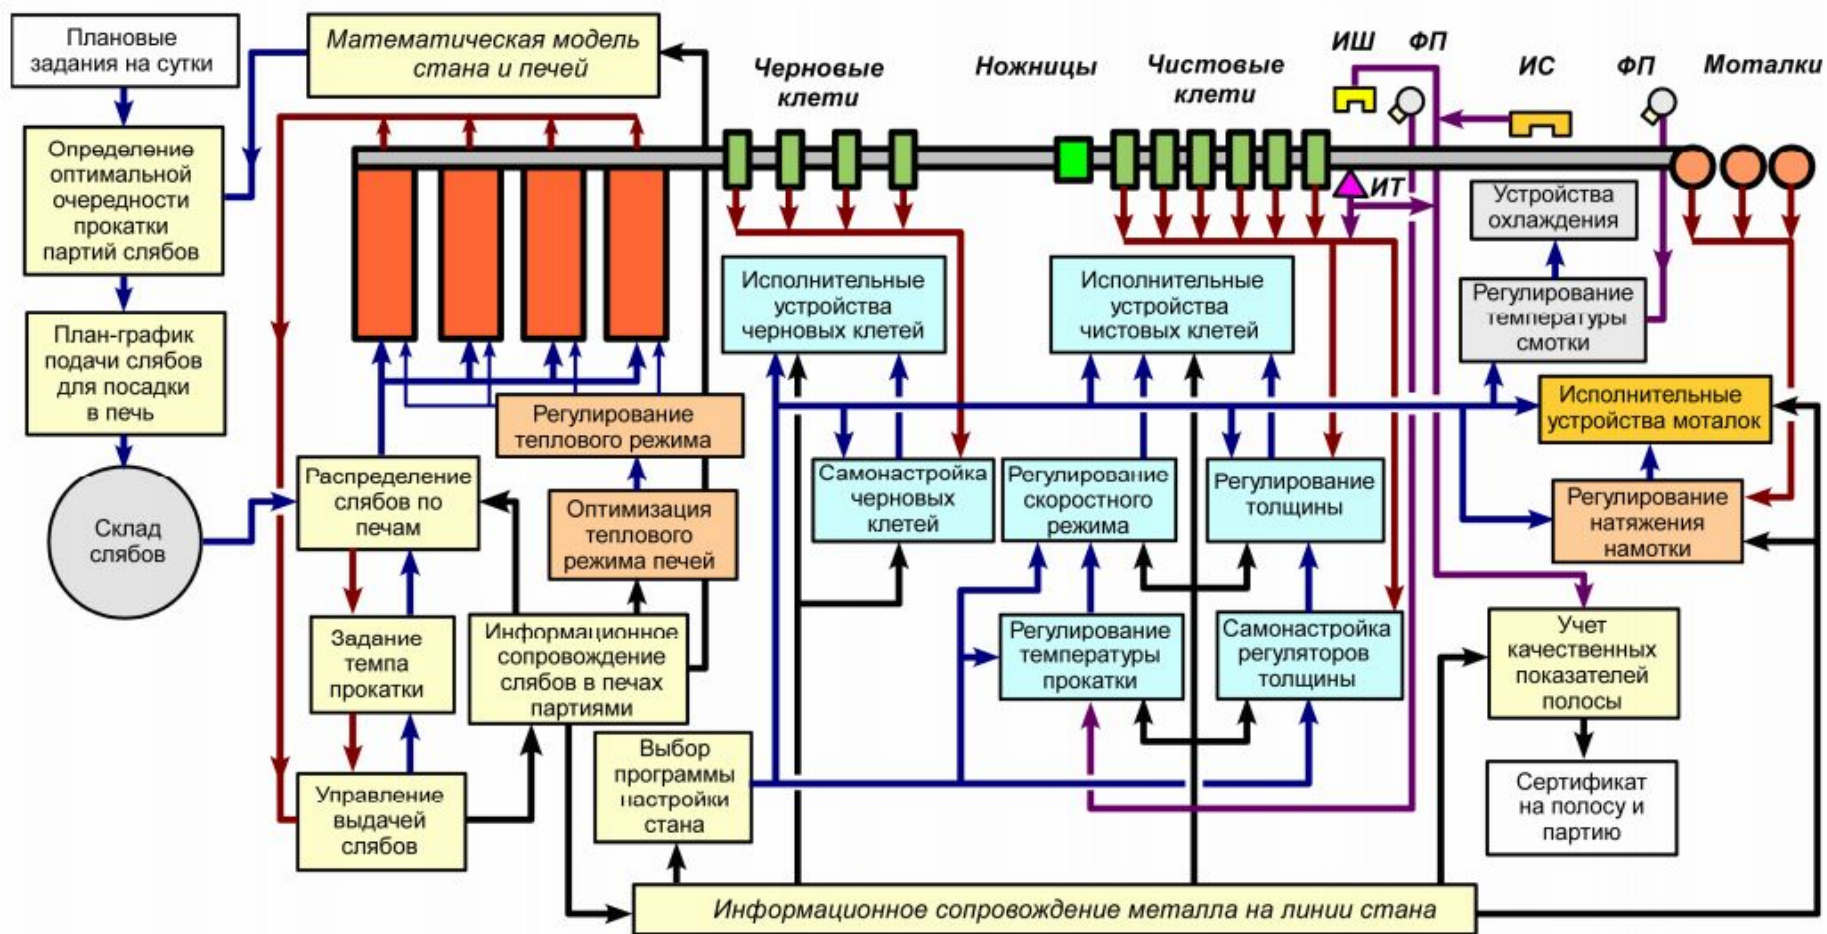 Плановые
задания на сутки
Математическая модель
стана и печей
Черновые
клети
Ножницы
Чистовые
клети
ИШ
ФП
ИС
ФП
Моталки
Определение
оптимальной
очередности
прокатки
партий слябов
ИТ
Устройства
охлаждения
План-график
подачи слябов
для посадки
в печь
Исполнительные
устройства
черновых клетей
Исполнительные
устройства
чистовых клетей
Регулирование
температуры
смотки
Регулирование
теплового режима
Исполнительные
устройства моталок
Склад
слябов
Распределение
слябов по
печам
Оптимизация
теплового
режима печей
Самонастройка
черновых
клетей
Регулирование
скоростного
режима
Регулирование
толщины
Регулирование
натяжения
намотки
Задание
темпа
прокатки
Информационное
сопровождение
слябов в печах
партиями
Регулирование
температуры
прокатки
Самонастройка
регуляторов
толщины
Учет
качественных
показателей
полосы
Управление
выдачей
слябов
Выбор
программы
настройки
стана
Сертификат
на полосу и
партию
Информационное сопровождение металла на линии стана